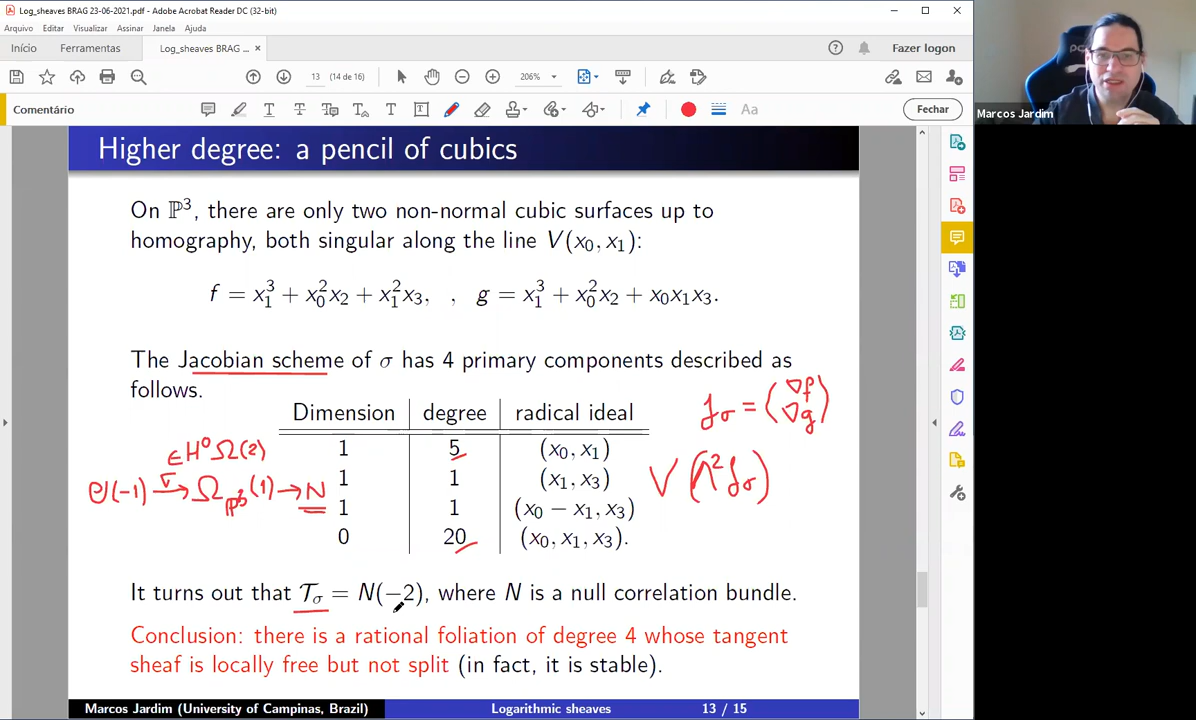 Log_sheaves BRAG 23-06-2021.pdf - Adobe Acrobat Reader DC (32-bit)
Arquivo Editar Visualizar Assinar Janela Ajuda
Início Ferramentas Log_sheaves BRAG ... × Fazer logon
13 (14 de 16) 206%
Comentário Fechar
Marcos Jardim
Higher degree: a pencil of cubics
On ℙ³, there are only two non-normal cubic surfaces up to
homography, both singular along the line V(x₀, x₁):
f = x₁³ + x₀²x₂ + x₁²x₃, , g = x₁³ + x₀²x₂ + x₀x₁x₃.
The Jacobian scheme of σ has 4 primary components described as
follows.
Dimension degree radical ideal
1 5 (x₀, x₁)
1 1 (x₁, x₃)
1 1 (x₀ − x₁, x₃)
0 20 (x₀, x₁, x₃).
Jσ = (∇f ∇g)
V(Λ²Jσ)
∈ H⁰Ω(2)
O(-1) →σ Ω_ℙ³(1) → N
It turns out that 𝒯σ = N(−2), where N is a null correlation bundle.
Conclusion: there is a rational foliation of degree 4 whose tangent
sheaf is locally free but not split (in fact, it is stable).
Marcos Jardim (University of Campinas, Brazil) Logarithmic sheaves 13 / 15